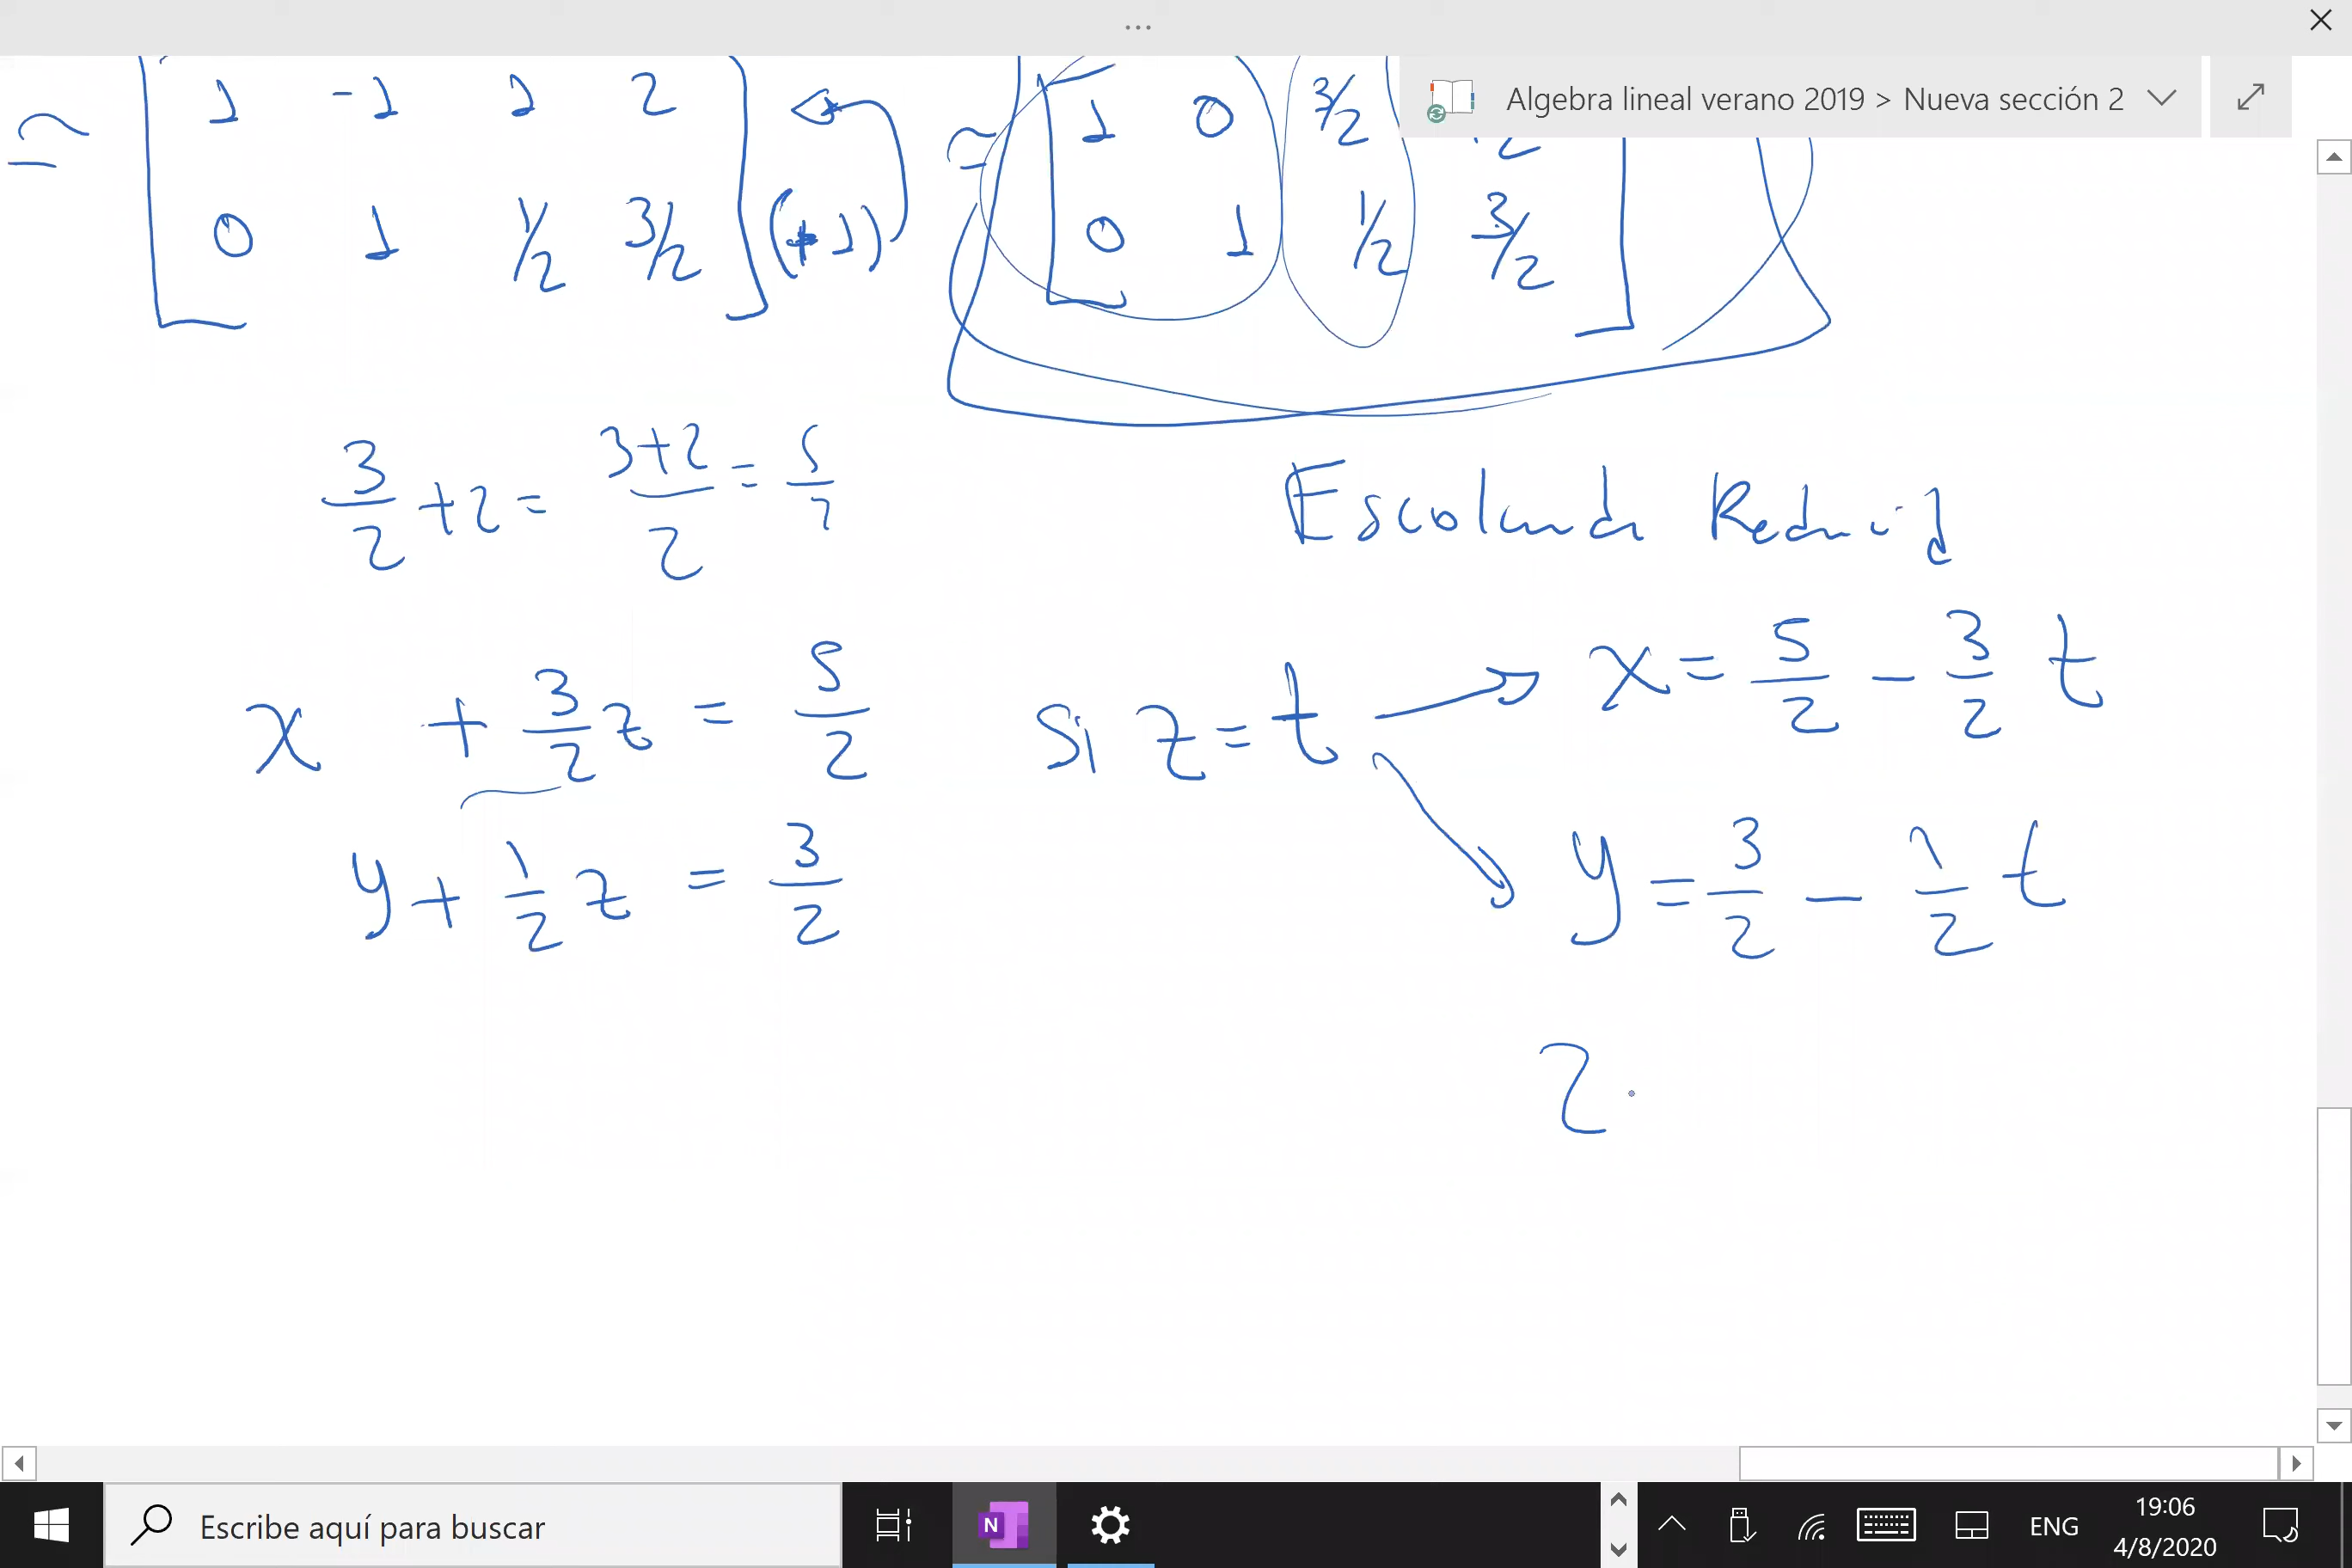 Algebra lineal verano 2019 > Nueva sección 2
≃ [ 1 -1 1 2 ] ≃ [ 1 0 3/2 /2 ]
[ 0 1 1/2 3/2 ] (+1) [ 0 1 1/2 3/2 ]
3/2 + 2 = (3+2)/2 = 5/2
Escalonada Reducid
x + 3/2 z = 5/2 si z = t → x = 5/2 - 3/2 t
y + 1/2 z = 3/2 y = 3/2 - 1/2 t
z
Escribe aquí para buscar
N
ENG
19:06
4/8/2020